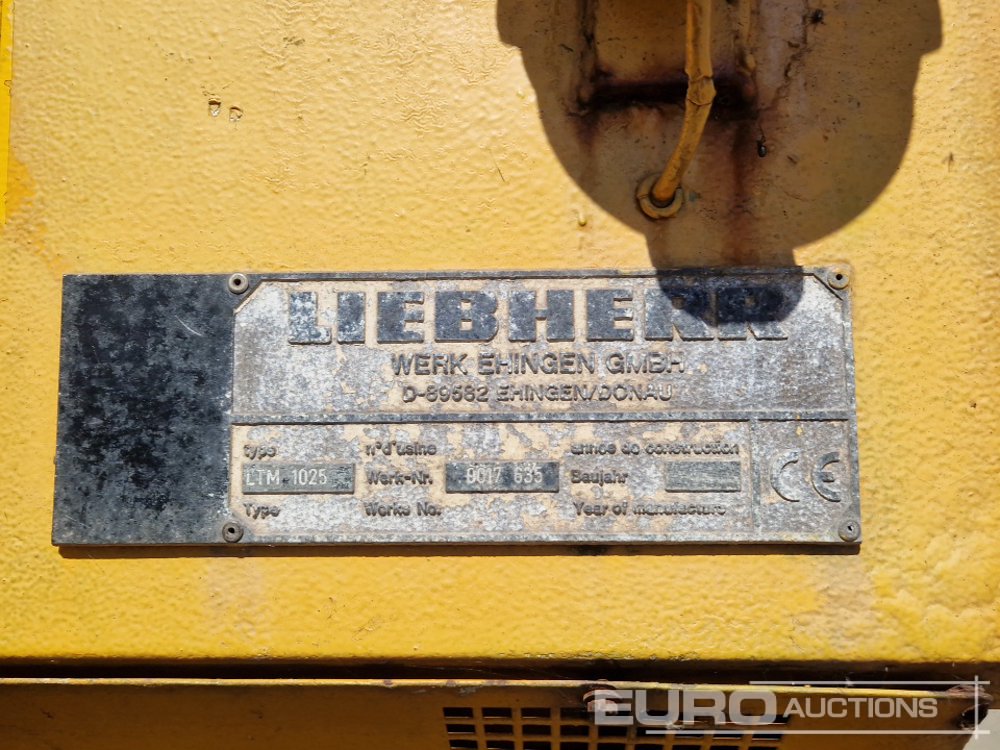 LIEBHERR
WERK EHINGEN GMBH
D-89582 EHINGEN/DONAU
type n°d'usine année de construction
LTM 1025 Werk-Nr. 9017 635 Baujahr CE
Type Works No. Year of manufacture
EURO AUCTIONS